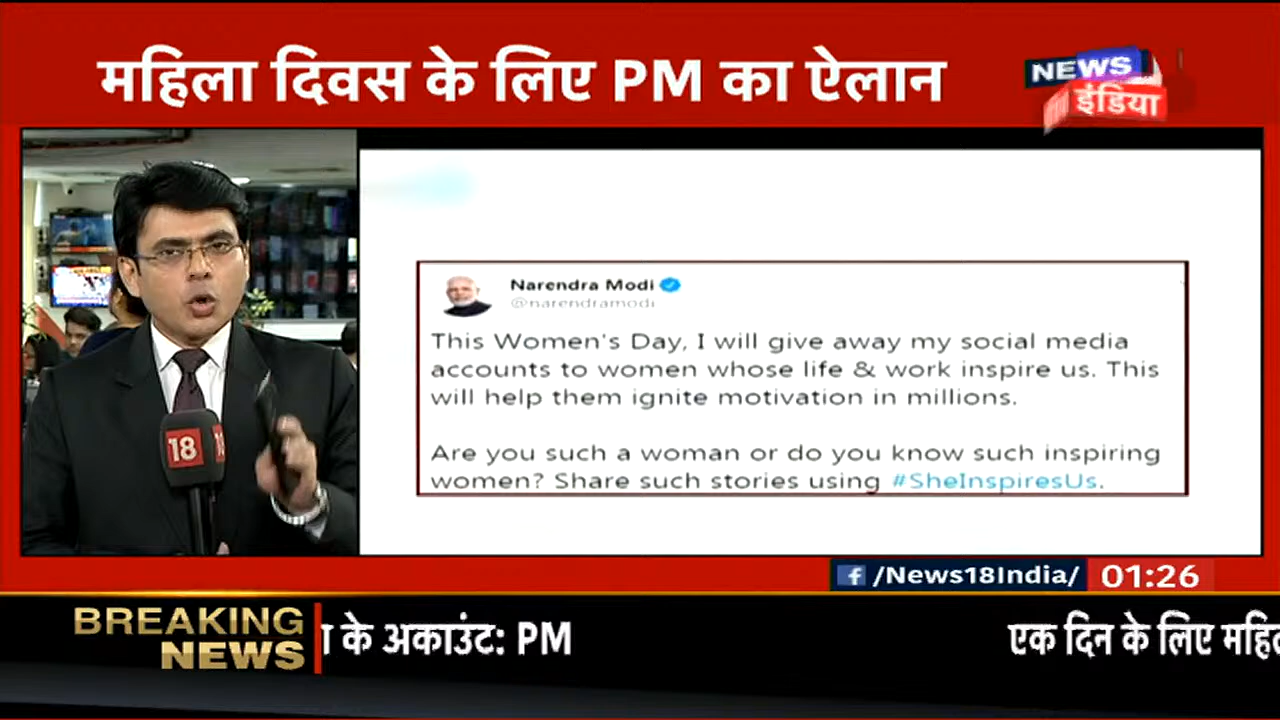 महिला दिवस के लिए PM का ऐलान
NEWS
इंडिया
Narendra Modi
@narendramodi
This Women's Day, I will give away my social media
accounts to women whose life & work inspire us. This
will help them ignite motivation in millions.
Are you such a woman or do you know such inspiring
women? Share such stories using #SheInspiresUs.
18
/News18India/
01:26
BREAKING
NEWS
के अकाउंट: PM
एक दिन के लिए